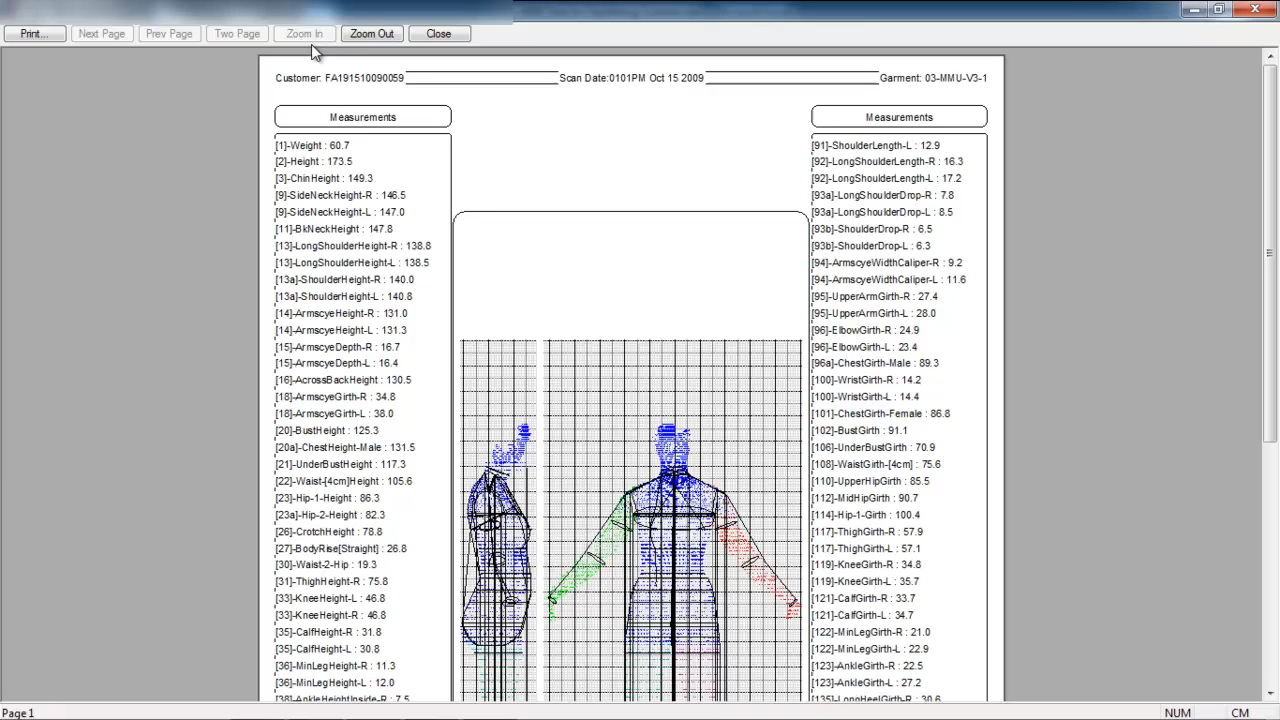 Print... Next Page Prev Page Two Page Zoom In Zoom Out Close
Customer: FA191510090059 Scan Date:0101PM Oct 15 2009 Garment: 03-MMU-V3-1
Measurements
[1]-Weight : 60.7
[2]-Height : 173.5
[3]-ChinHeight : 149.3
[9]-SideNeckHeight-R : 146.5
[9]-SideNeckHeight-L : 147.0
[11]-BkNeckHeight : 147.8
[13]-LongShoulderHeight-R : 138.8
[13]-LongShoulderHeight-L : 138.5
[13a]-ShoulderHeight-R : 140.0
[13a]-ShoulderHeight-L : 140.8
[14]-ArmscyeHeight-R : 131.0
[14]-ArmscyeHeight-L : 131.3
[15]-ArmscyeDepth-R : 16.7
[15]-ArmscyeDepth-L : 16.4
[16]-AcrossBackHeight : 130.5
[18]-ArmscyeGirth-R : 34.8
[18]-ArmscyeGirth-L : 38.0
[20]-BustHeight : 125.3
[20a]-ChestHeight-Male : 131.5
[21]-UnderBustHeight : 117.3
[22]-Waist-[4cm]Height : 105.6
[23]-Hip-1-Height : 86.3
[23a]-Hip-2-Height : 82.3
[26]-CrotchHeight : 78.8
[27]-BodyRise[Straight] : 26.8
[30]-Waist-2-Hip : 19.3
[31]-ThighHeight-R : 75.8
[33]-KneeHeight-L : 46.8
[33]-KneeHeight-R : 46.8
[35]-CalfHeight-R : 31.8
[35]-CalfHeight-L : 30.8
[36]-MinLegHeight-R : 11.3
[36]-MinLegHeight-L : 12.0
[38]-AnkleHeightInside-R : 7.5
Measurements
[91]-ShoulderLength-L : 12.9
[92]-LongShoulderLength-R : 16.3
[92]-LongShoulderLength-L : 17.2
[93a]-LongShoulderDrop-R : 7.8
[93a]-LongShoulderDrop-L : 8.5
[93b]-ShoulderDrop-R : 6.5
[93b]-ShoulderDrop-L : 6.3
[94]-ArmscyeWidthCaliper-R : 9.2
[94]-ArmscyeWidthCaliper-L : 11.6
[95]-UpperArmGirth-R : 27.4
[95]-UpperArmGirth-L : 28.0
[96]-ElbowGirth-R : 24.9
[96]-ElbowGirth-L : 23.4
[96a]-ChestGirth-Male : 89.3
[100]-WristGirth-R : 14.2
[100]-WristGirth-L : 14.4
[101]-ChestGirth-Female : 86.8
[102]-BustGirth : 91.1
[106]-UnderBustGirth : 70.9
[108]-WaistGirth-[4cm] : 75.6
[110]-UpperHipGirth : 85.5
[112]-MidHipGirth : 90.7
[114]-Hip-1-Girth : 100.4
[117]-ThighGirth-R : 57.9
[117]-ThighGirth-L : 57.1
[119]-KneeGirth-R : 34.8
[119]-KneeGirth-L : 35.7
[121]-CalfGirth-R : 33.7
[121]-CalfGirth-L : 34.7
[122]-MinLegGirth-R : 21.0
[122]-MinLegGirth-L : 22.9
[123]-AnkleGirth-R : 22.5
[123]-AnkleGirth-L : 27.2
[135]-LongHeelGirth-R : 30.6
Page1 NUM CM